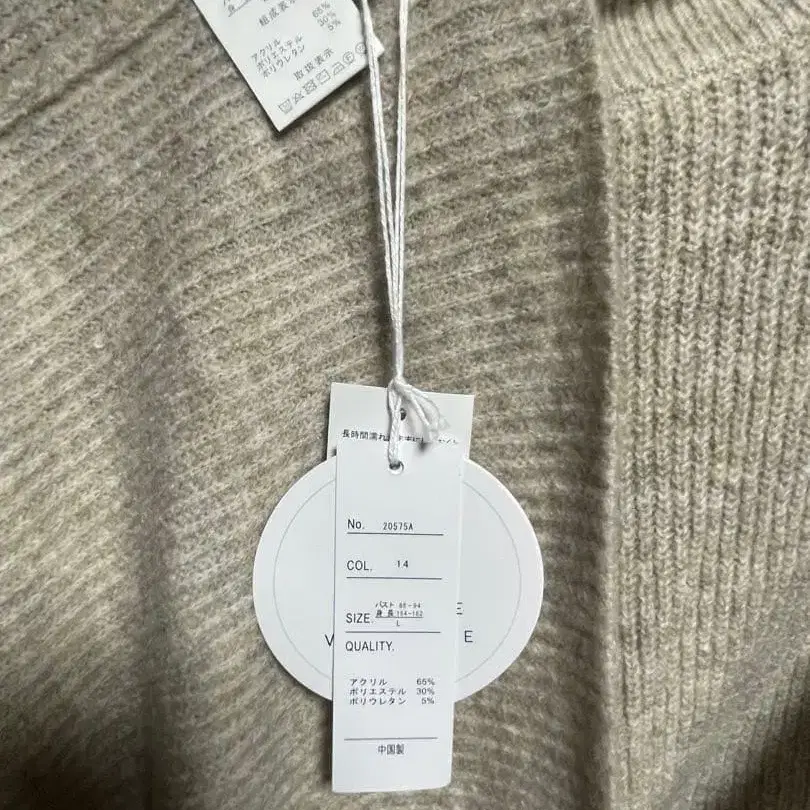 組成表示
65%
30%
5%
アクリル
ポリエステル
ポリウレタン
取扱表示
長時間濡れ
No. 20575A
COL. 14
バスト 86-94
身長 154-162
SIZE.
L
QUALITY.
アクリル 65%
ポリエステル 30%
ポリウレタン 5%
中国製
E
V E